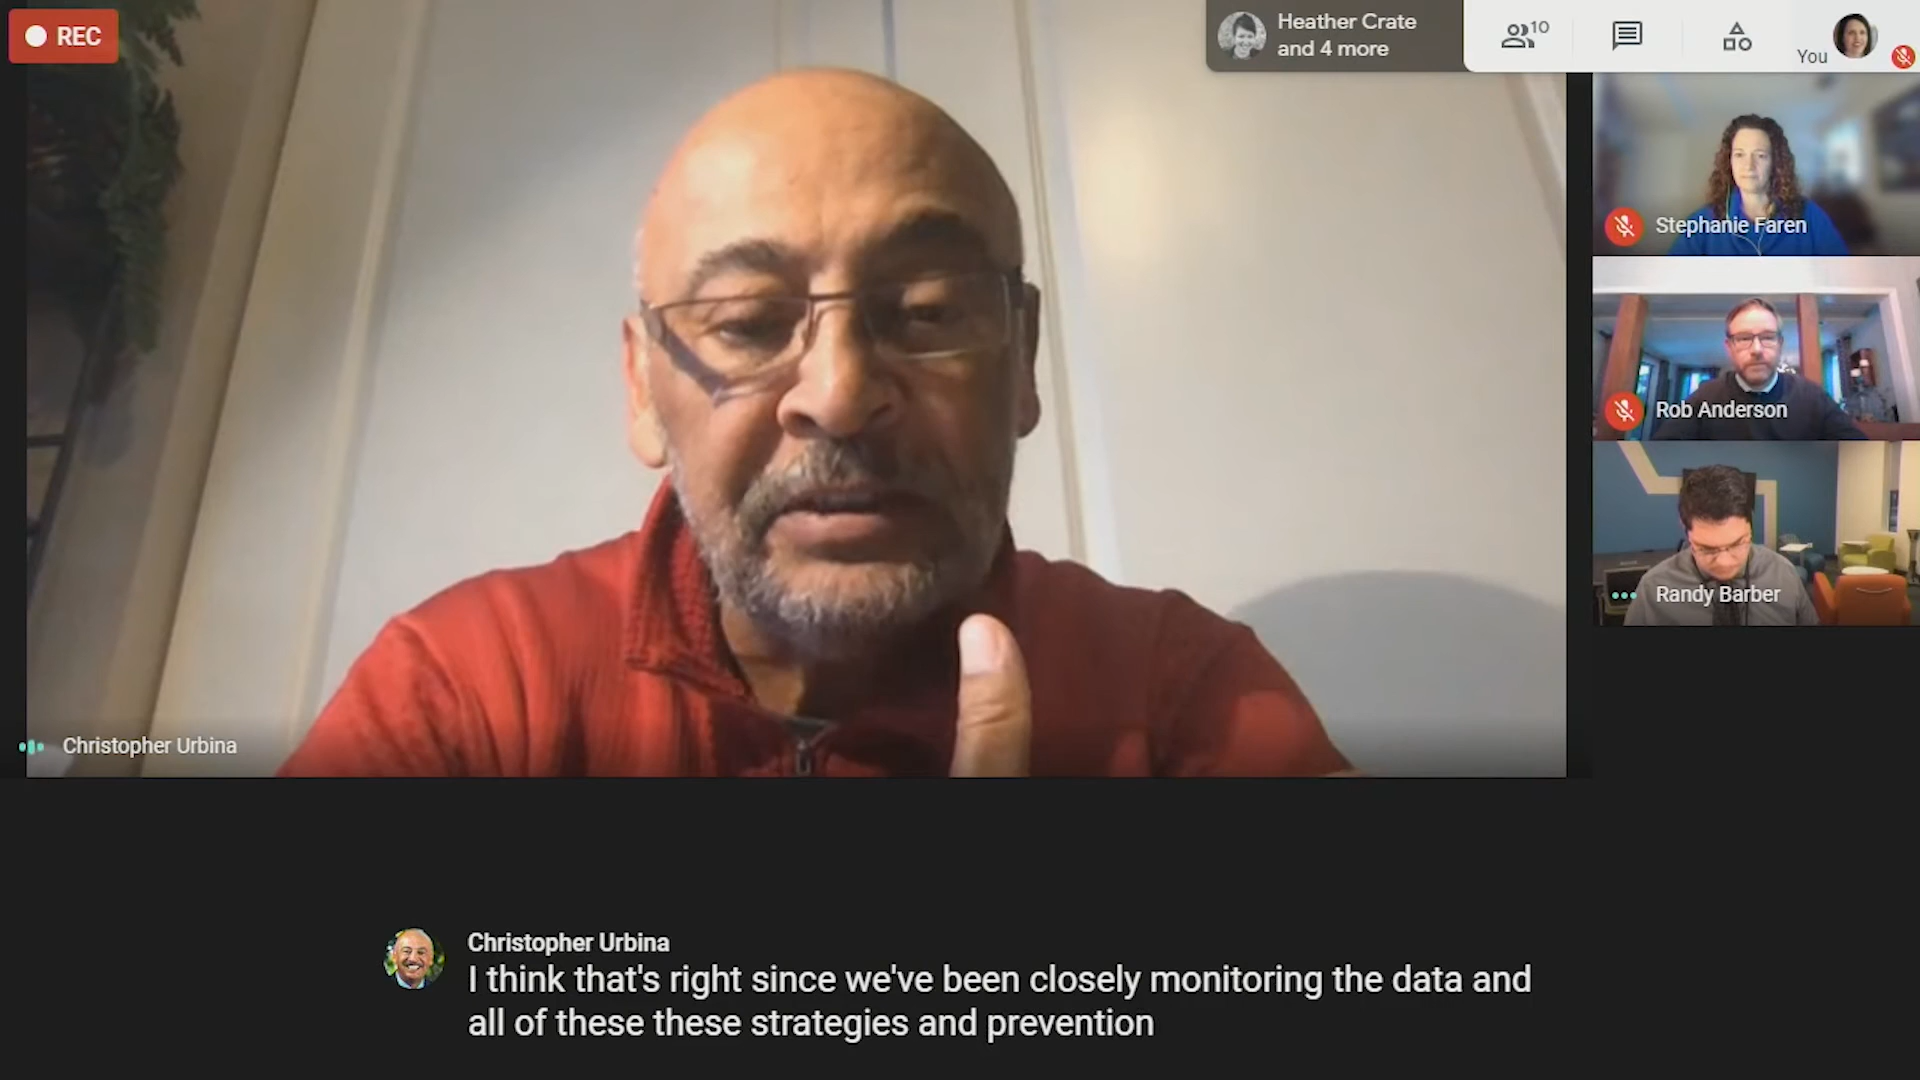 REC
Heather Crate
and 4 more
10
You
Stephanie Faren
Rob Anderson
Randy Barber
Christopher Urbina
Christopher Urbina
I think that's right since we've been closely monitoring the data and
all of these these strategies and prevention